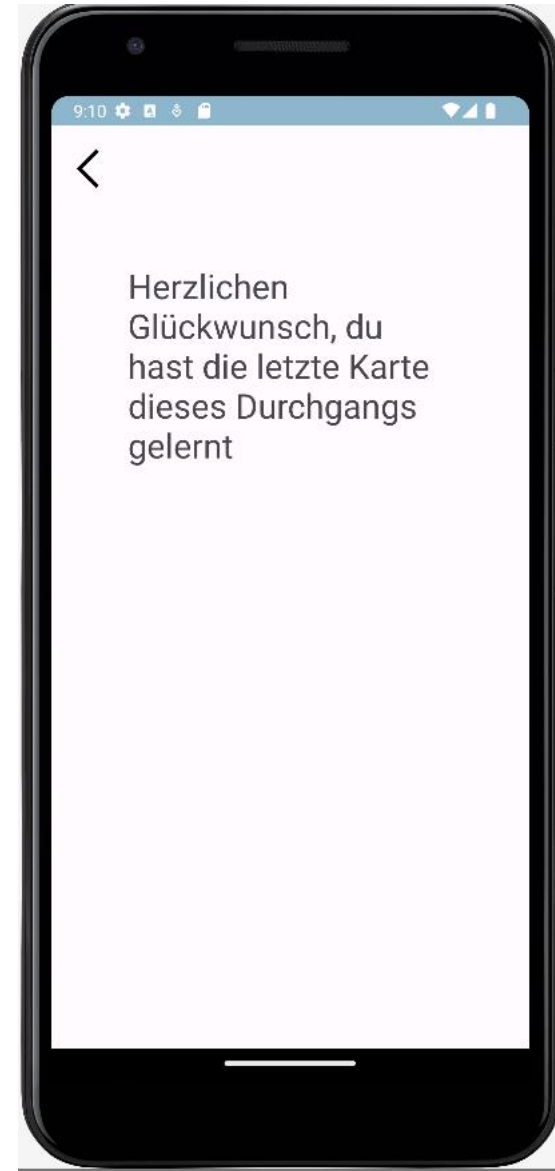 9:10
Herzlichen
Glückwunsch, du
hast die letzte Karte
dieses Durchgangs
gelernt